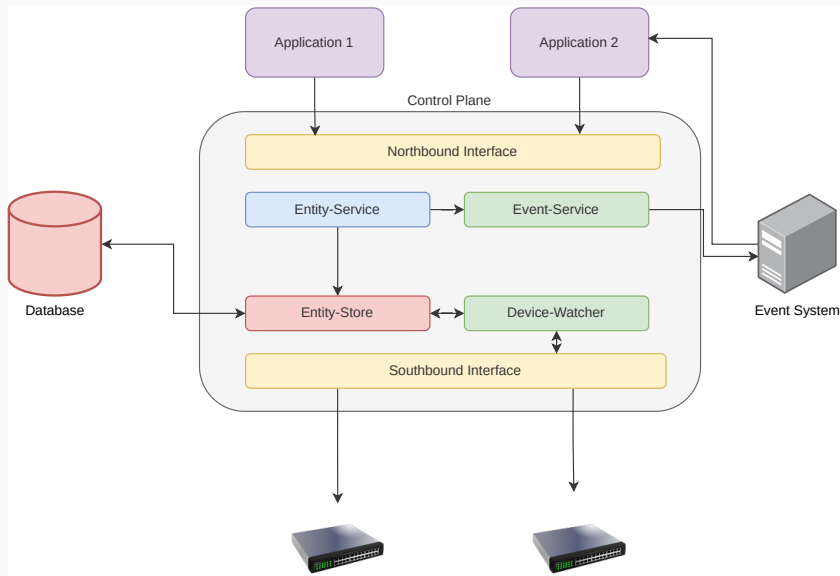 Application 1
Application 2
Control Plane
Northbound Interface
Entity-Service
Event-Service
Database
Event System
Entity-Store
Device-Watcher
Southbound Interface